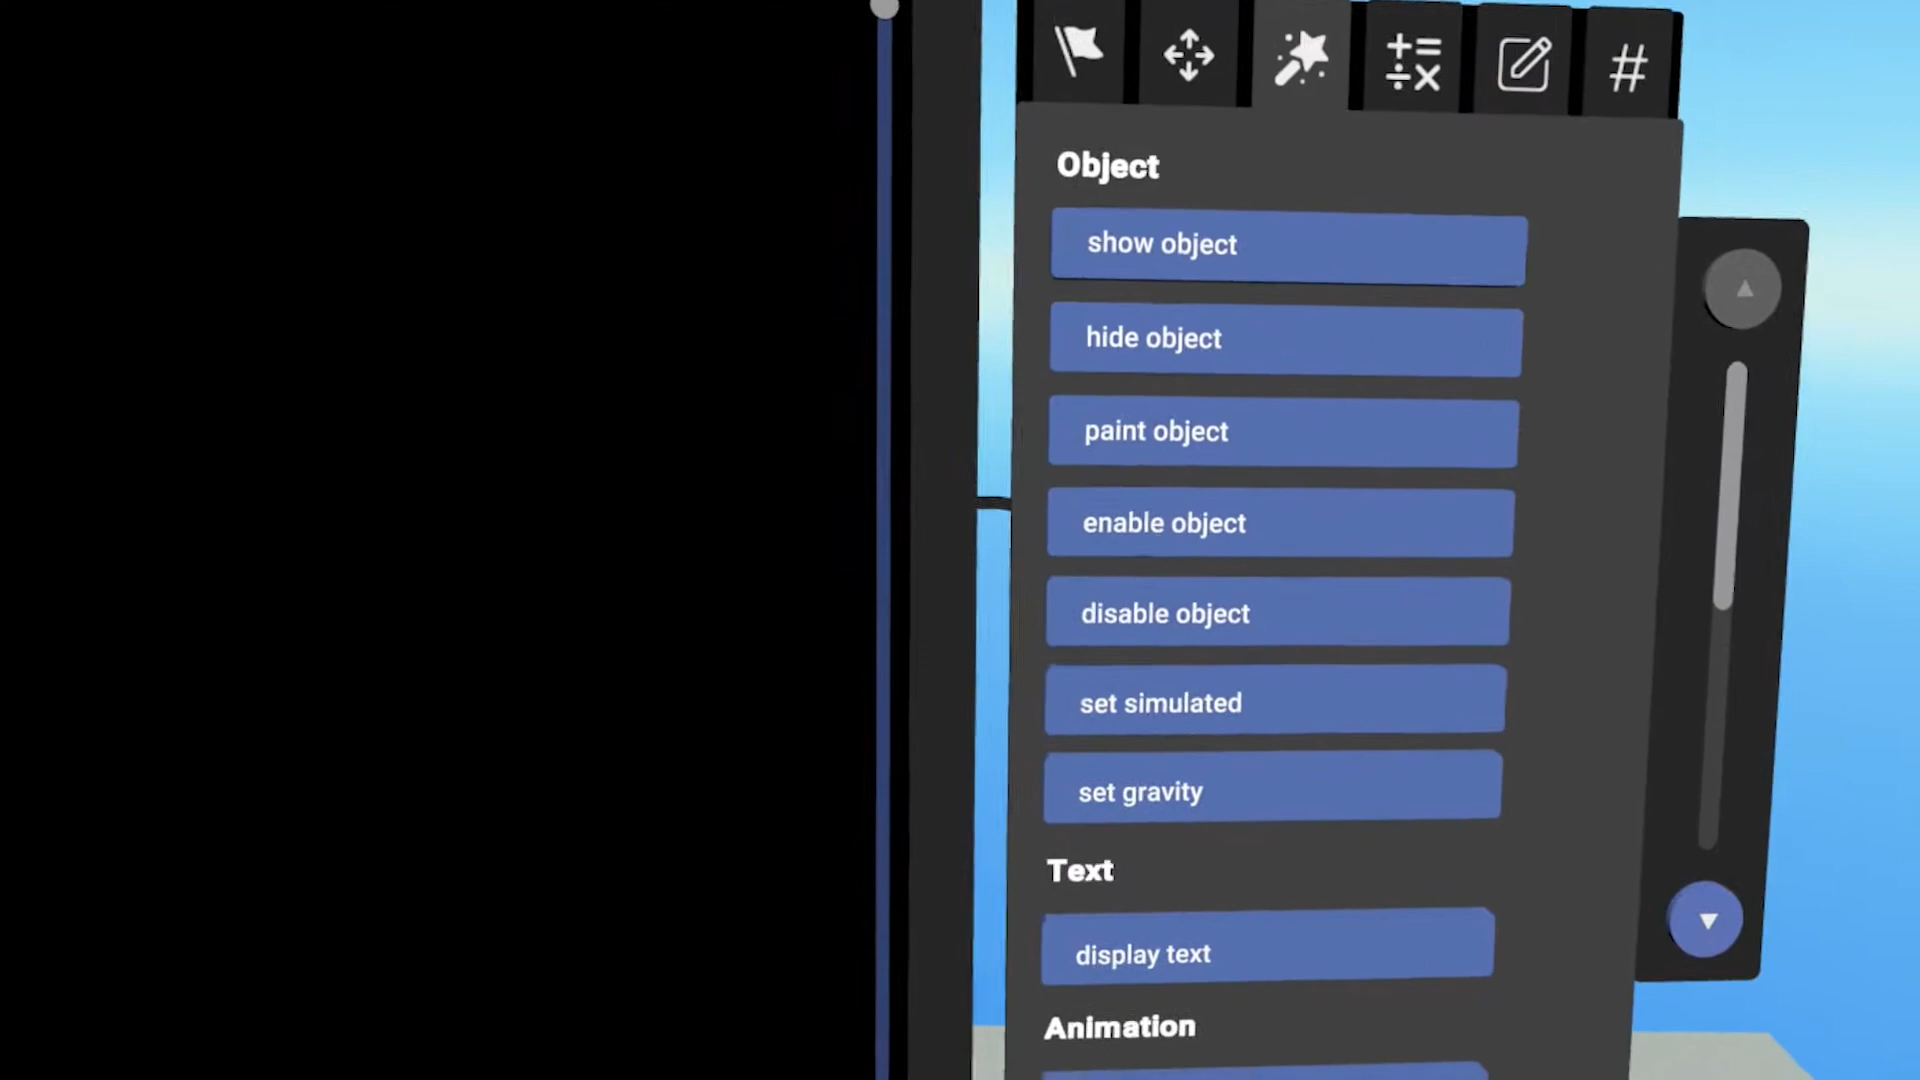 #
Object
show object
hide object
paint object
enable object
disable object
set simulated
set gravity
Text
display text
Animation